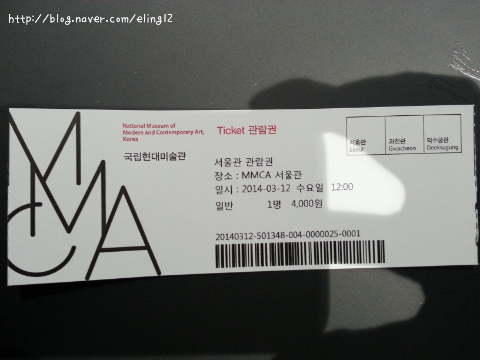 http://blog.naver.com/eling12
MMCA
National Museum of
Modern and Contemporary Art,
Korea
국립현대미술관
Ticket 관람권
서울관
Seoul
과천관
Gwacheon
덕수궁관
Deoksugung
서울관 관람권
장소 : MMCA 서울관
일시 : 2014-03-12 수요일 12:00
일반 1명 4,000원
20140312-501348-004-0000025-0001